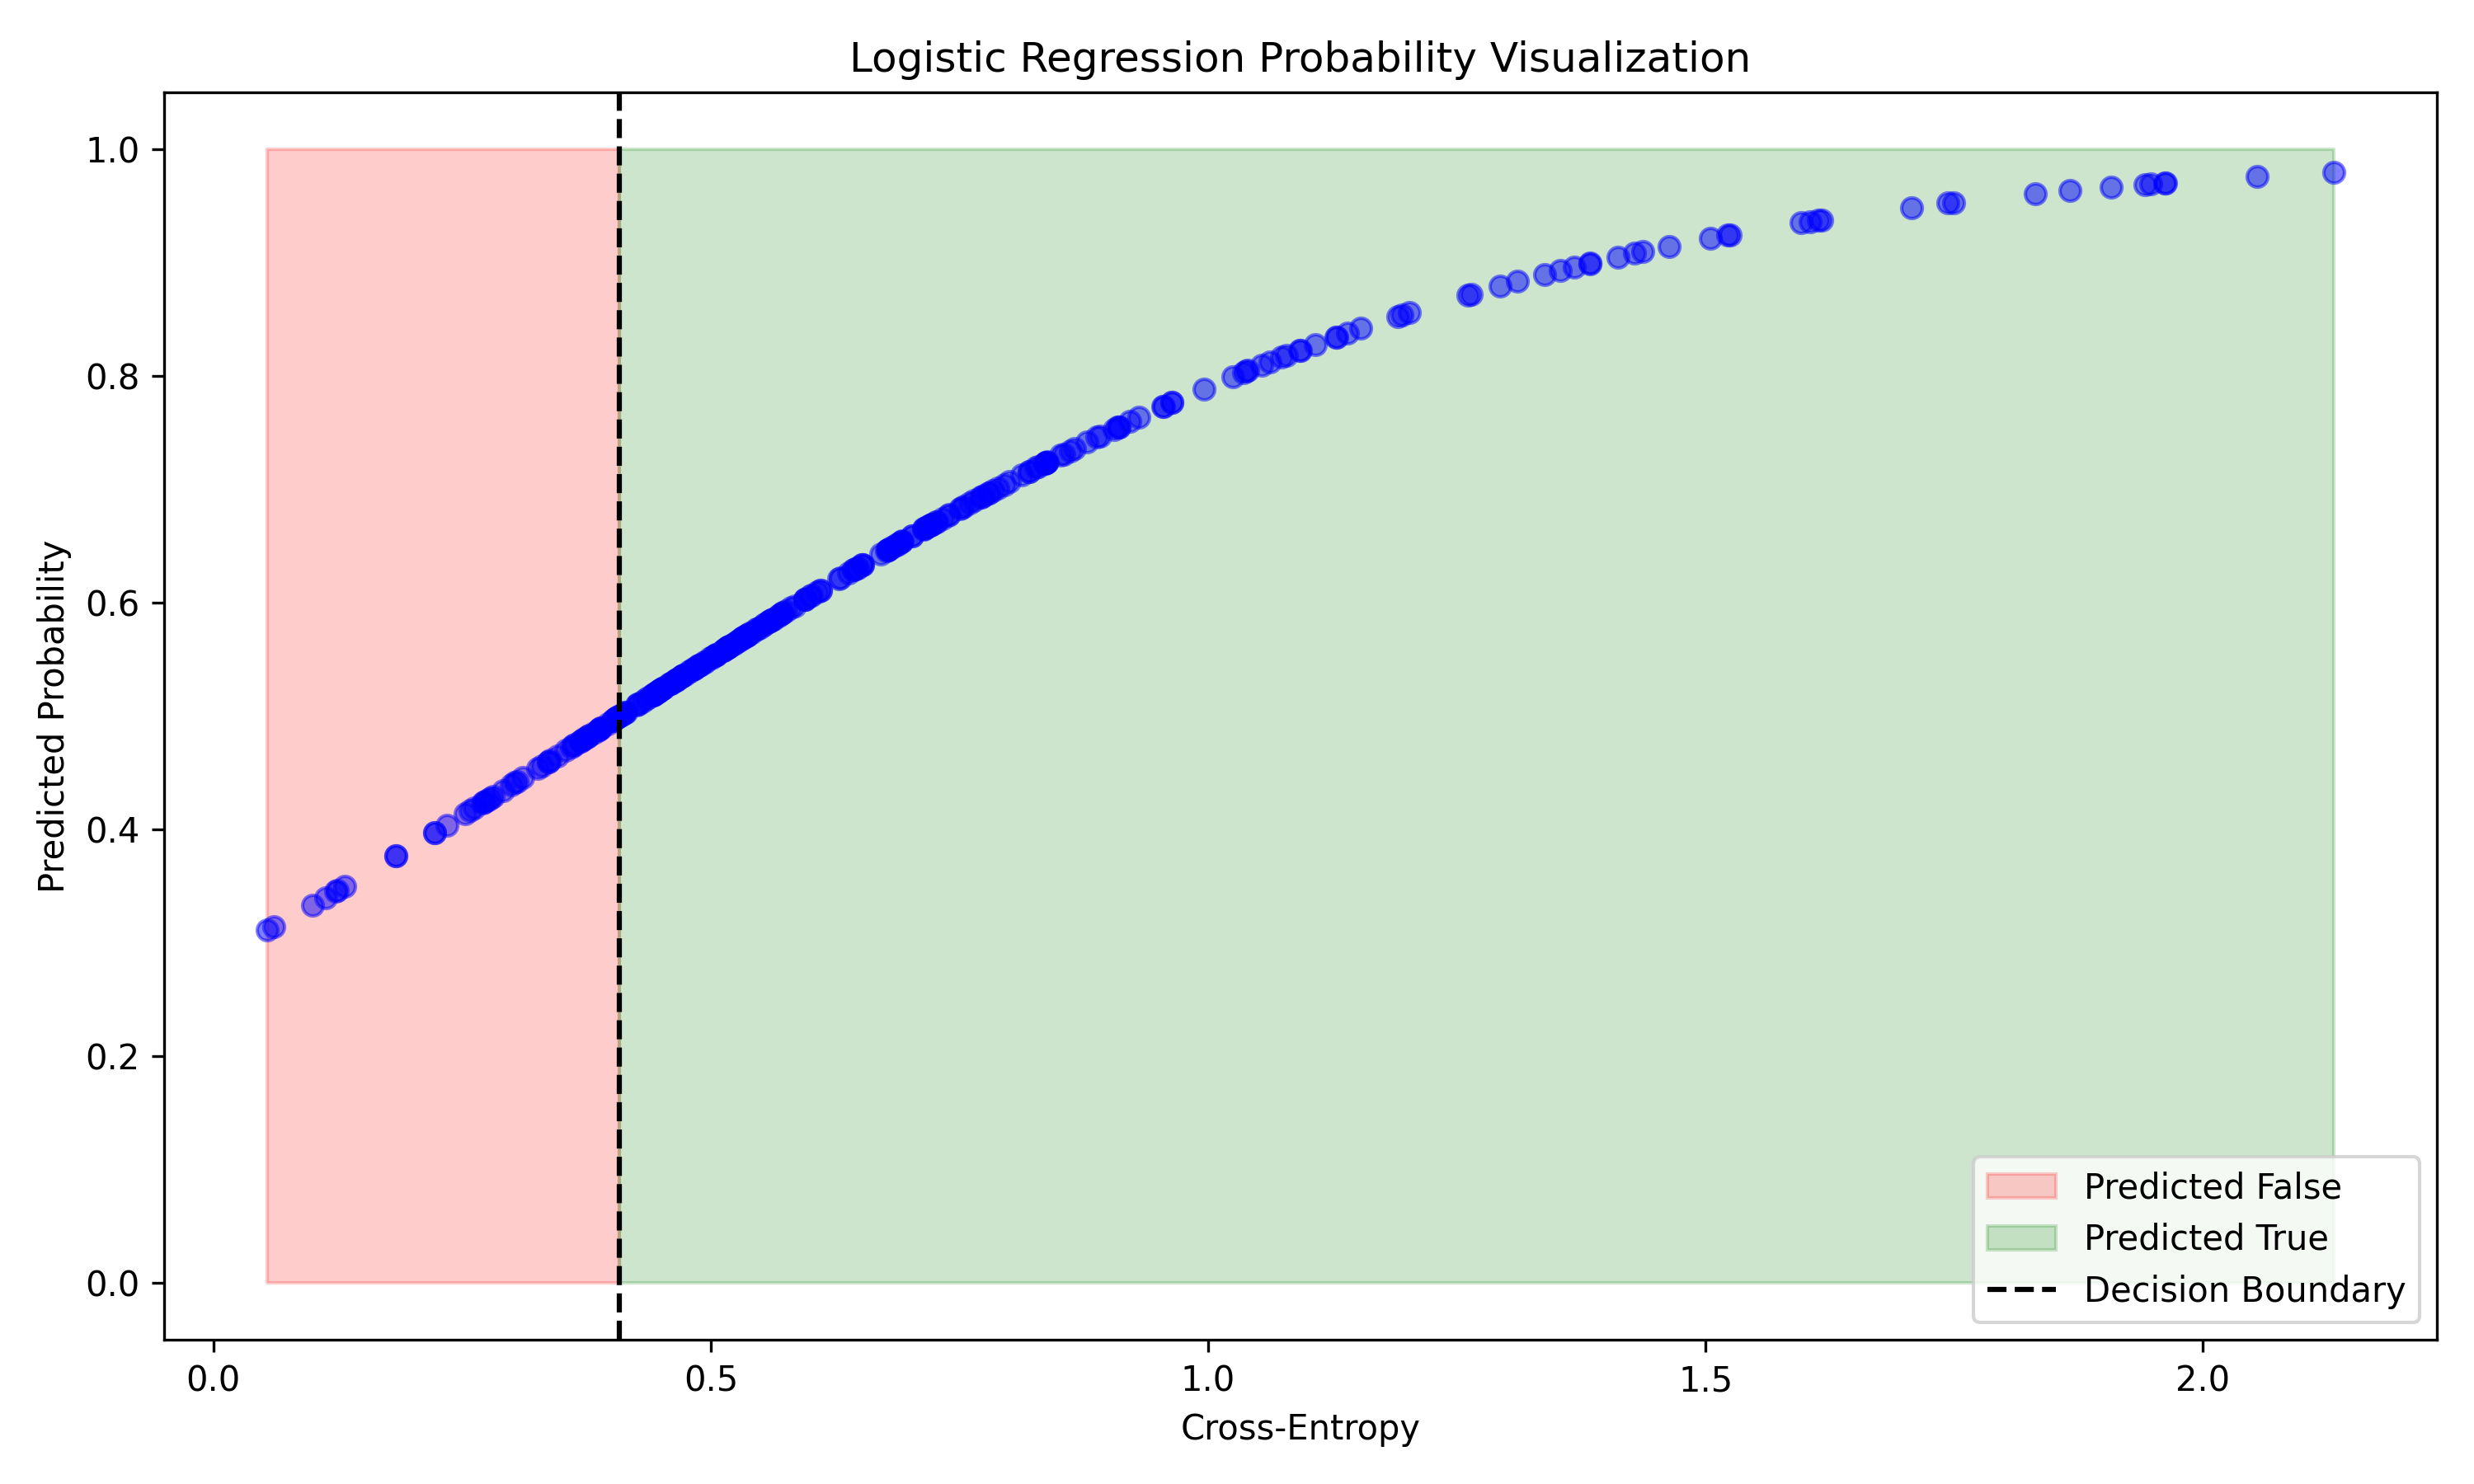 Logistic Regression Probability Visualization
Predicted Probability
1.0
0.8
0.6
0.4
0.2
0.0
0.0 0.5 1.0 1.5 2.0
Cross-Entropy
Predicted False
Predicted True
Decision Boundary